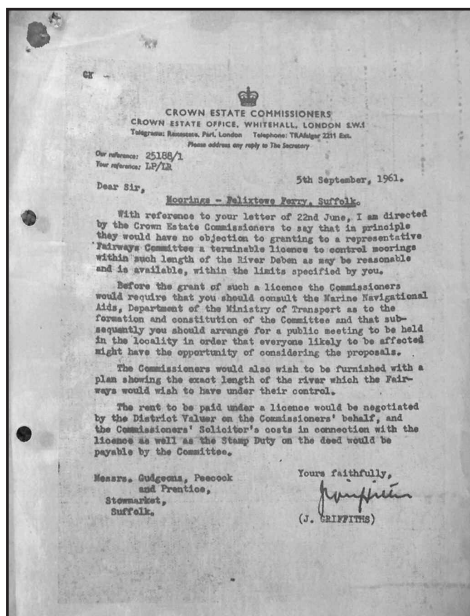 GK
CROWN ESTATE COMMISSIONERS
CROWN ESTATE OFFICE, WHITEHALL, LONDON S.W.1
Telegrams: Parl, London Telephone: TRAfalgar 2211 Ext.
Please address any reply to The Secretary
Our reference: 25188/1
Your reference: LP/LR
5th September, 1961.
Dear Sir,
Moorings - Felixtowe Ferry, Suffolk.
With reference to your letter of 22nd June, I am directed
by the Crown Estate Commissioners to say that in principle
they would have no objection to granting to a representative
Fairways Committee a terminable licence to control moorings
within such length of the River Deben as may be reasonable
and is available, within the limits specified by you.
Before the grant of such a licence the Commissioners
would require that you should consult the Marine Navigational
Aids, Department of the Ministry of Transport as to the
formation and constitution of the Committee and that sub-
sequently you should arrange for a public meeting to be held
in the locality in order that everyone likely to be affected
might have the opportunity of considering the proposals.
The Commissioners would also wish to be furnished with a
plan showing the exact length of the river which the Fair-
ways would wish to have under their control.
The rent to be paid under a licence would be negotiated
by the District Valuer on the Commissioners' behalf, and
the Commissioners' Solicitor's costs in connection with the
licence as well as the Stamp Duty on the deed would be
payable by the Committee.
Messrs. Gudgeons, Peecock
and Prentice,
Stowmarket,
Suffolk.
Yours faithfully,
J Griffiths
(J. GRIFFITHS)